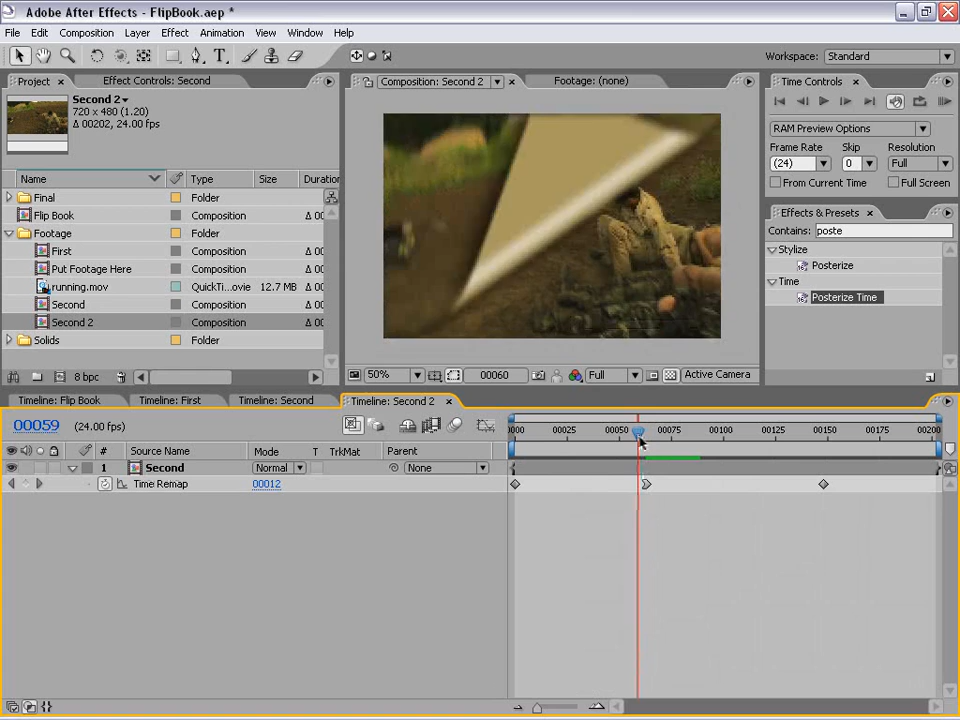 Adobe After Effects - FlipBook.aep *
File Edit Composition Layer Effect Animation View Window Help
Workspace: Standard
Project Effect Controls: Second
Composition: Second 2 Footage: (none)
Time Controls
Second 2
720 x 480 (1.20)
Δ 00202, 24.00 fps
RAM Preview Options
Frame Rate Skip Resolution
(24) 0 Full
From Current Time Full Screen
Name Type Size Duratio
Final Folder
Flip Book Composition Δ 00
Footage Folder
First Composition Δ 00
Put Footage Here Composition Δ 00
running.mov QuickTi...ovie 12.7 MB Δ 00
Second Composition Δ 00
Second 2 Composition Δ 00
Solids Folder
Effects & Presets
Contains: poste
Stylize
Posterize
Time
Posterize Time
8 bpc
50% 00060 Full Active Camera
Timeline: Flip Book Timeline: First Timeline: Second Timeline: Second 2
00059 (24.00 fps)
0000 00025 00050 00075 00100 00125 00150 00175 00200
# Source Name Mode T TrkMat Parent
1 Second Normal None
Time Remap 00012